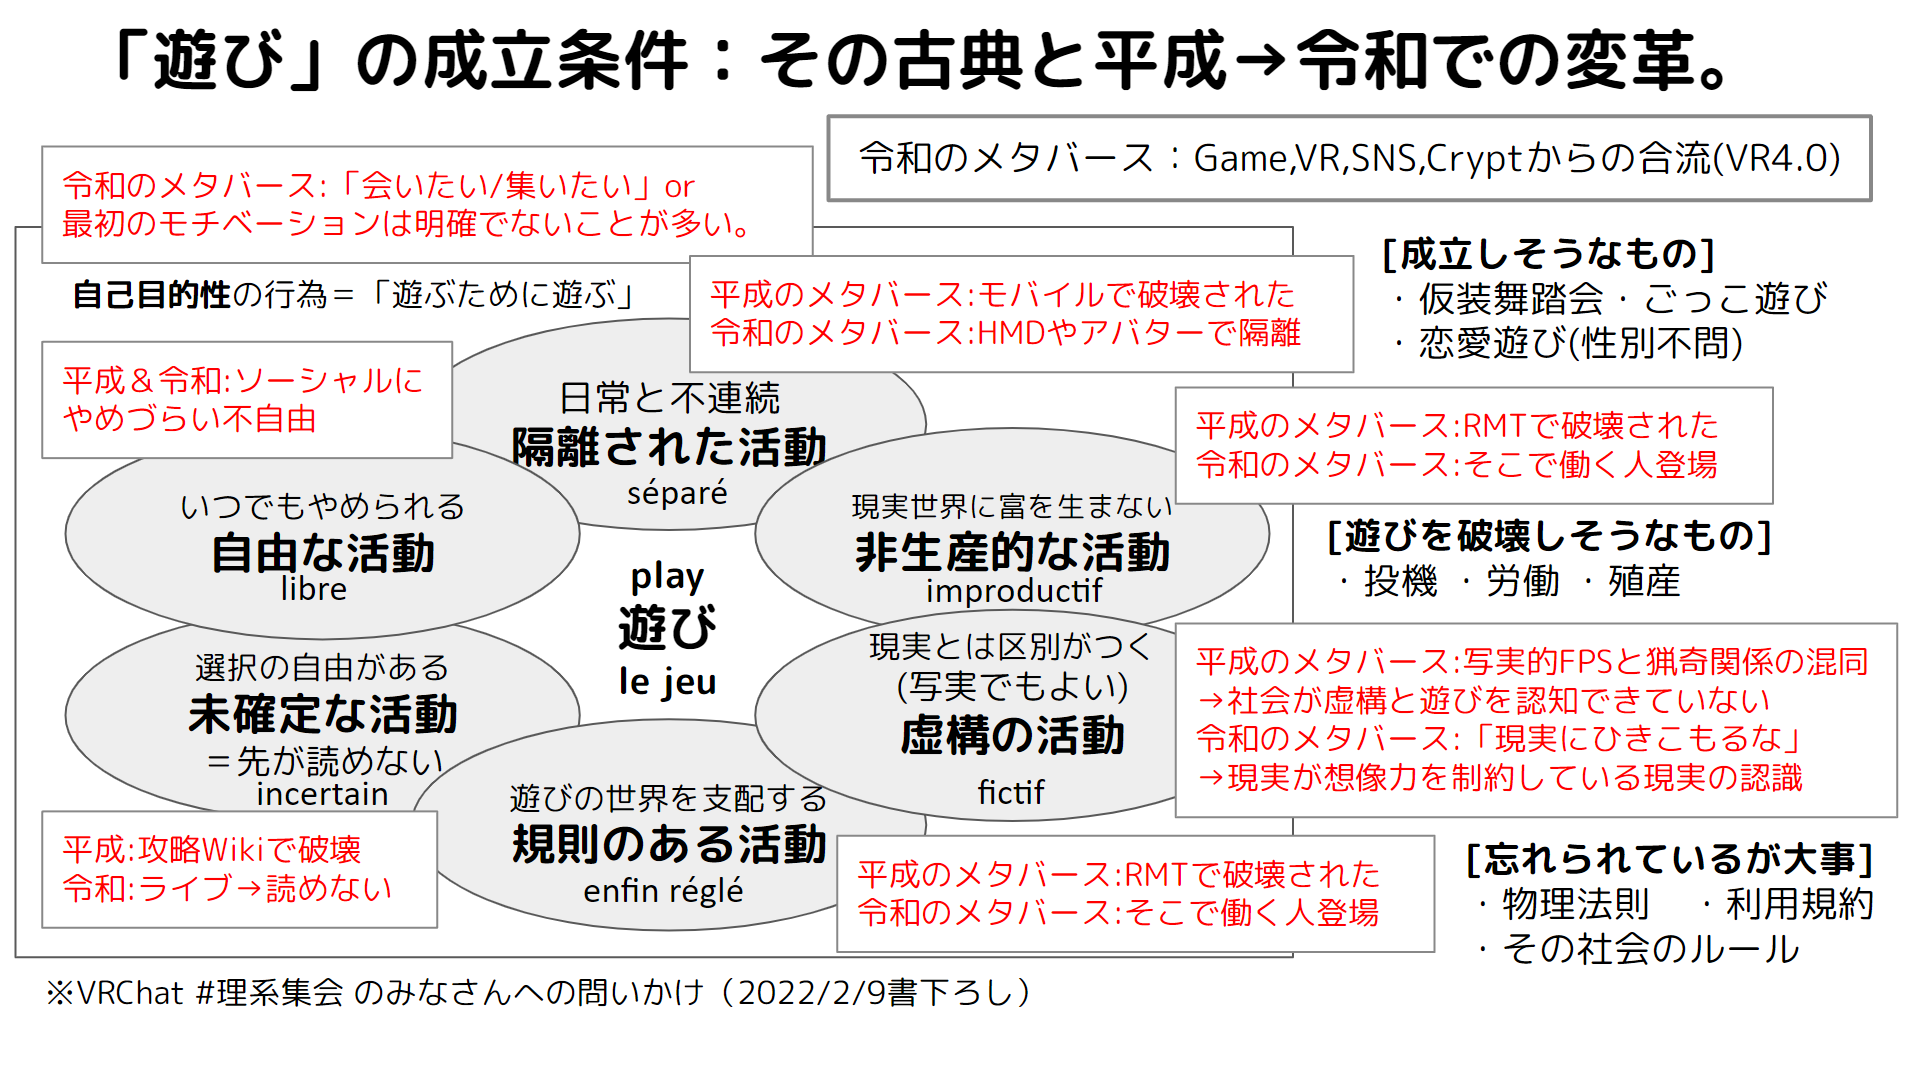 「遊び」の成立条件：その古典と平成→令和での変革。
令和のメタバース：Game,VR,SNS,Cryptからの合流(VR4.0)
令和のメタバース:「会いたい/集いたい」or
最初のモチベーションは明確でないことが多い。
自己目的性の行為＝「遊ぶために遊ぶ」
平成のメタバース:モバイルで破壊された
令和のメタバース:HMDやアバターで隔離
[成立しそうなもの]
・仮装舞踏会・ごっこ遊び
・恋愛遊び(性別不問)
平成＆令和:ソーシャルに
やめづらい不自由
日常と不連続
隔離された活動
séparé
平成のメタバース:RMTで破壊された
令和のメタバース:そこで働く人登場
いつでもやめられる
自由な活動
libre
現実世界に富を生まない
非生産的な活動
improductif
[遊びを破壊しそうなもの]
・投機 ・労働 ・殖産
play
遊び
le jeu
選択の自由がある
未確定な活動
＝先が読めない
incertain
現実とは区別がつく
(写実でもよい)
虚構の活動
fictif
平成のメタバース:写実的FPSと猟奇関係の混同
→社会が虚構と遊びを認知できていない
令和のメタバース:「現実にひきこもるな」
→現実が想像力を制約している現実の認識
平成:攻略Wikiで破壊
令和:ライブ→読めない
遊びの世界を支配する
規則のある活動
enfin réglé
平成のメタバース:RMTで破壊された
令和のメタバース:そこで働く人登場
[忘れられているが大事]
・物理法則　・利用規約
・その社会のルール
※VRChat #理系集会 のみなさんへの問いかけ（2022/2/9書下ろし）